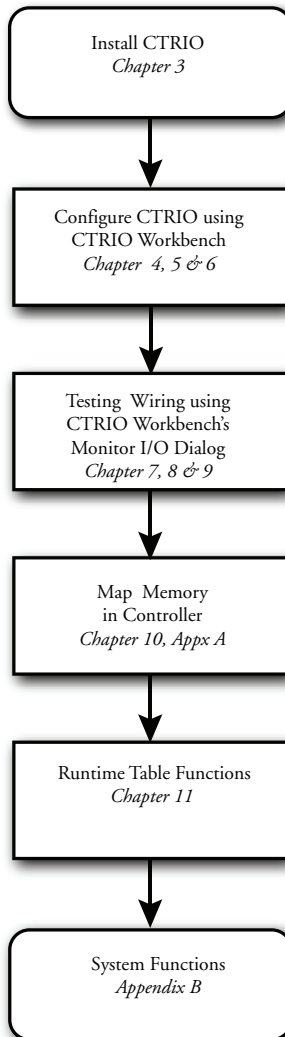 Install CTRIO
Chapter 3
Configure CTRIO using
CTRIO Workbench
Chapter 4, 5 & 6
Testing Wiring using
CTRIO Workbench's
Monitor I/O Dialog
Chapter 7, 8 & 9
Map Memory
in Controller
Chapter 10, Appx A
Runtime Table Functions
Chapter 11
System Functions
Appendix B